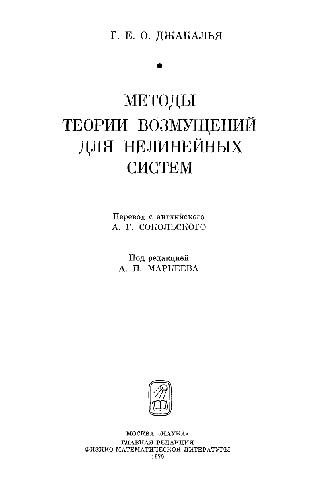 Г. Е. О. ДЖАКАЛЬЯ
МЕТОДЫ
ТЕОРИИ ВОЗМУЩЕНИЙ
ДЛЯ НЕЛИНЕЙНЫХ
СИСТЕМ
Перевод с английского
А. Г. СОКОЛЬСКОГО
Под редакцией
А. П. МАРКЕЕВА
МОСКВА «НАУКА»
ГЛАВНАЯ РЕДАКЦИЯ
ФИЗИКО-МАТЕМАТИЧЕСКОЙ ЛИТЕРАТУРЫ
1979